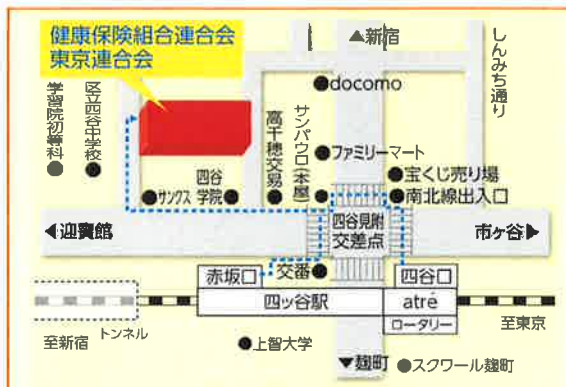 健康保険組合連合会
東京連合会
▲新宿
しんみち通り
●docomo
学習院初等科●
区立四谷中学校●
高千穂交易●
サンパウロ(本屋)●
●ファミリーマート
●宝くじ売り場
●南北線出入口
●サンクス
四谷
学院●
◀迎賓館
四谷見附
交差点
市ヶ谷▶
赤坂口
交番●
四谷口
四ッ谷駅
atré
ロータリー
トンネル
至新宿
至東京
●上智大学
▼麹町
●スクワール麹町